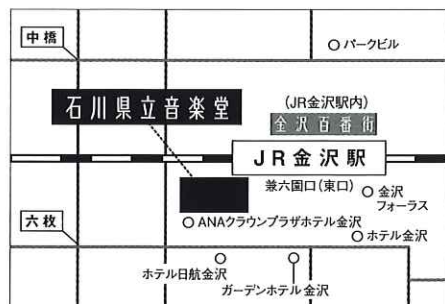 中橋
パークビル
石川県立音楽堂
(JR金沢駅内)
金沢百番街
JR金沢駅
兼六園口(東口)
金沢
フォーラス
六枚
ANAクラウンプラザホテル金沢
ホテル金沢
ホテル日航金沢
ガーデンホテル金沢